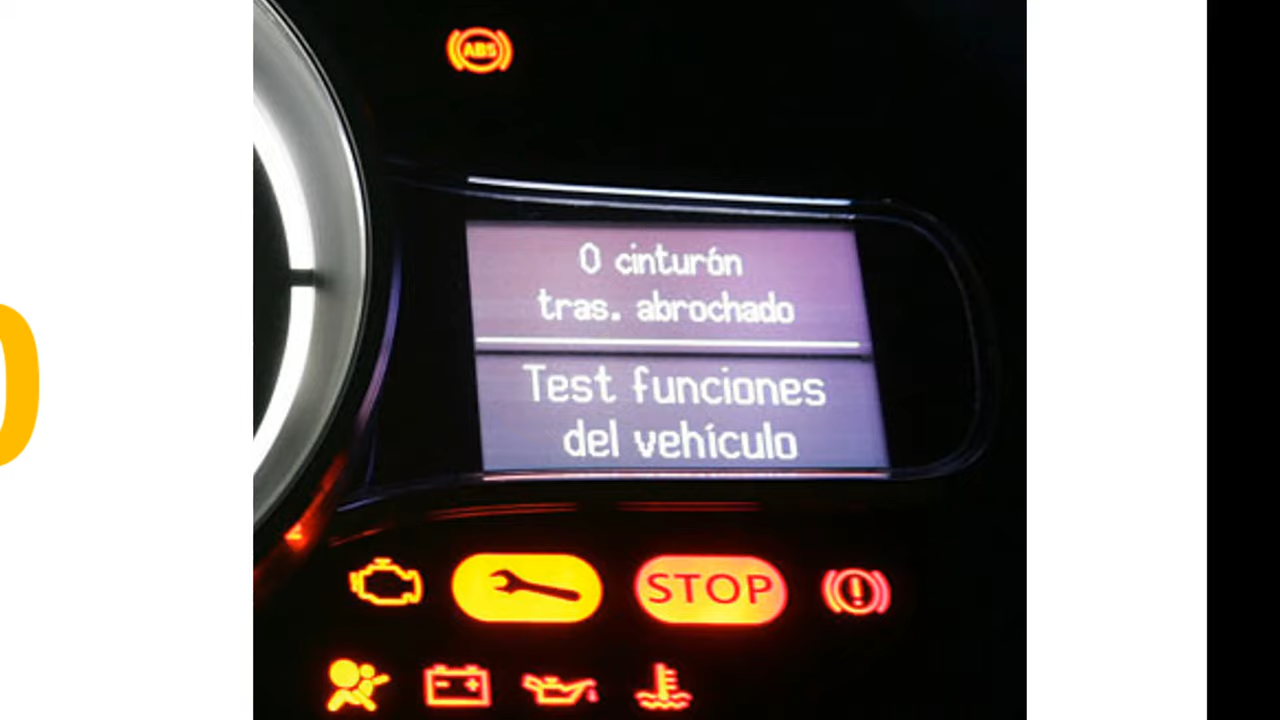 ABS
0 cinturón
tras. abrochado
Test funciones
del vehículo
STOP